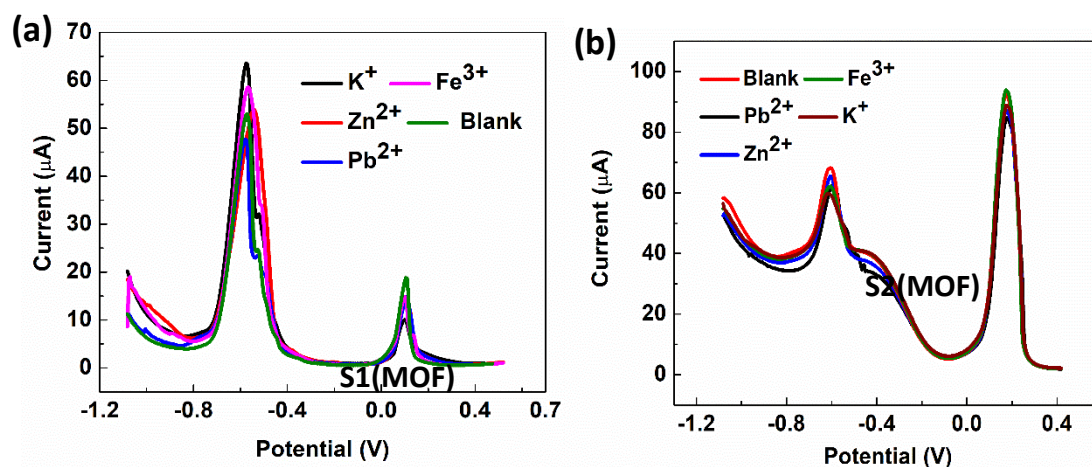 (a)
70
60
50
40
30
20
10
0
Current (μA)
K+ Fe3+
Zn2+ Blank
Pb2+
S1(MOF)
-1.2 -0.8 -0.4 0.0 0.4 0.7
Potential (V)
(b)
100
80
60
40
20
0
Current (μA)
Blank Fe3+
Pb2+ K+
Zn2+
S2(MOF)
-1.2 -0.8 -0.4 0.0 0.4
Potential (V)